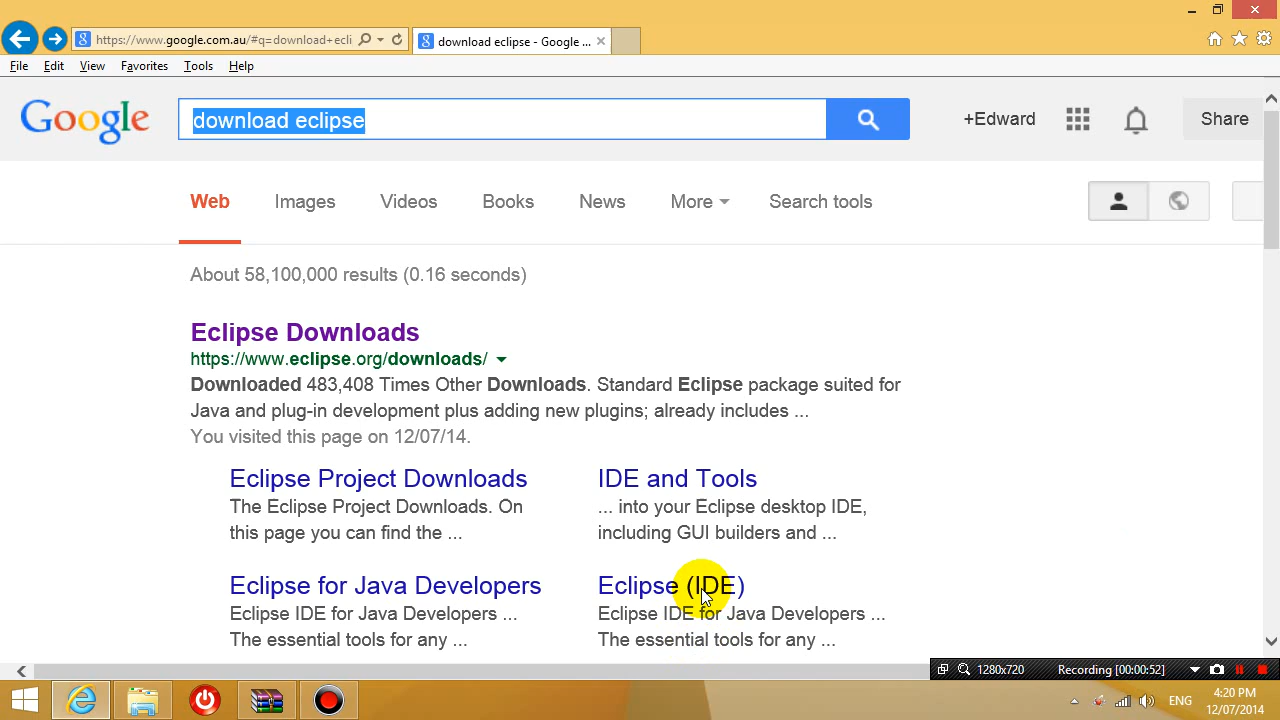 https://www.google.com.au/#q=download+ecli
download eclipse - Google ...
File Edit View Favorites Tools Help
Google
download eclipse
+Edward
Share
Web Images Videos Books News More Search tools
About 58,100,000 results (0.16 seconds)
Eclipse Downloads
https://www.eclipse.org/downloads/
Downloaded 483,408 Times Other Downloads. Standard Eclipse package suited for
Java and plug-in development plus adding new plugins; already includes ...
You visited this page on 12/07/14.
Eclipse Project Downloads
The Eclipse Project Downloads. On
this page you can find the ...
IDE and Tools
... into your Eclipse desktop IDE,
including GUI builders and ...
Eclipse for Java Developers
Eclipse IDE for Java Developers ...
The essential tools for any ...
Eclipse (IDE)
Eclipse IDE for Java Developers ...
The essential tools for any ...
1280x720 Recording [00:00:52]
ENG
4:20 PM
12/07/2014